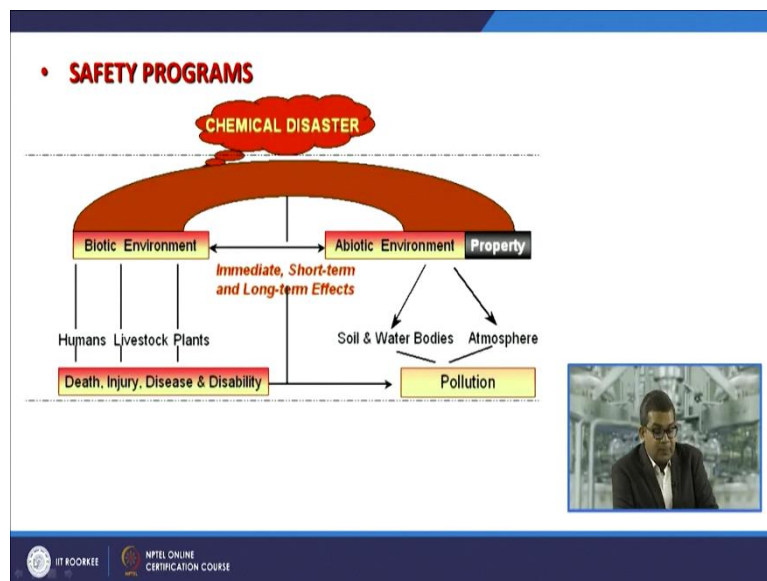 • SAFETY PROGRAMS
CHEMICAL DISASTER
Biotic Environment
Abiotic Environment
Property
Immediate, Short-term
and Long-term Effects
Humans Livestock Plants
Soil & Water Bodies
Atmosphere
Death, Injury, Disease & Disability
Pollution
IIT ROORKEE
NPTEL ONLINE
CERTIFICATION COURSE